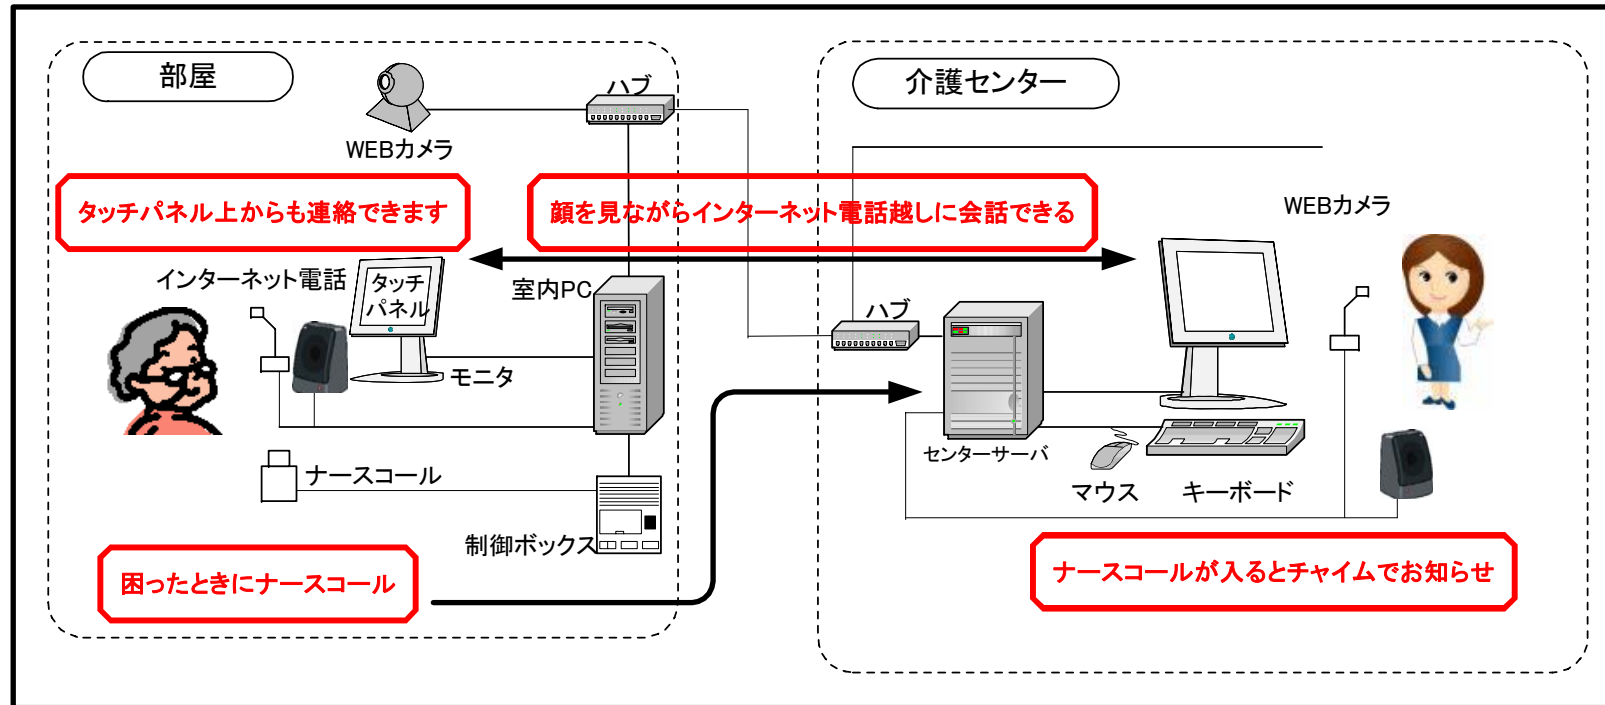 部屋
介護センター
ハブ
WEBカメラ
タッチパネル上からも連絡できます
顔を見ながらインターネット電話越しに会話できる
WEBカメラ
インターネット電話
タッチ
パネル
室内PC
ハブ
モニタ
センターサーバ
ナースコール
マウス
キーボード
制御ボックス
困ったときにナースコール
ナースコールが入るとチャイムでお知らせ